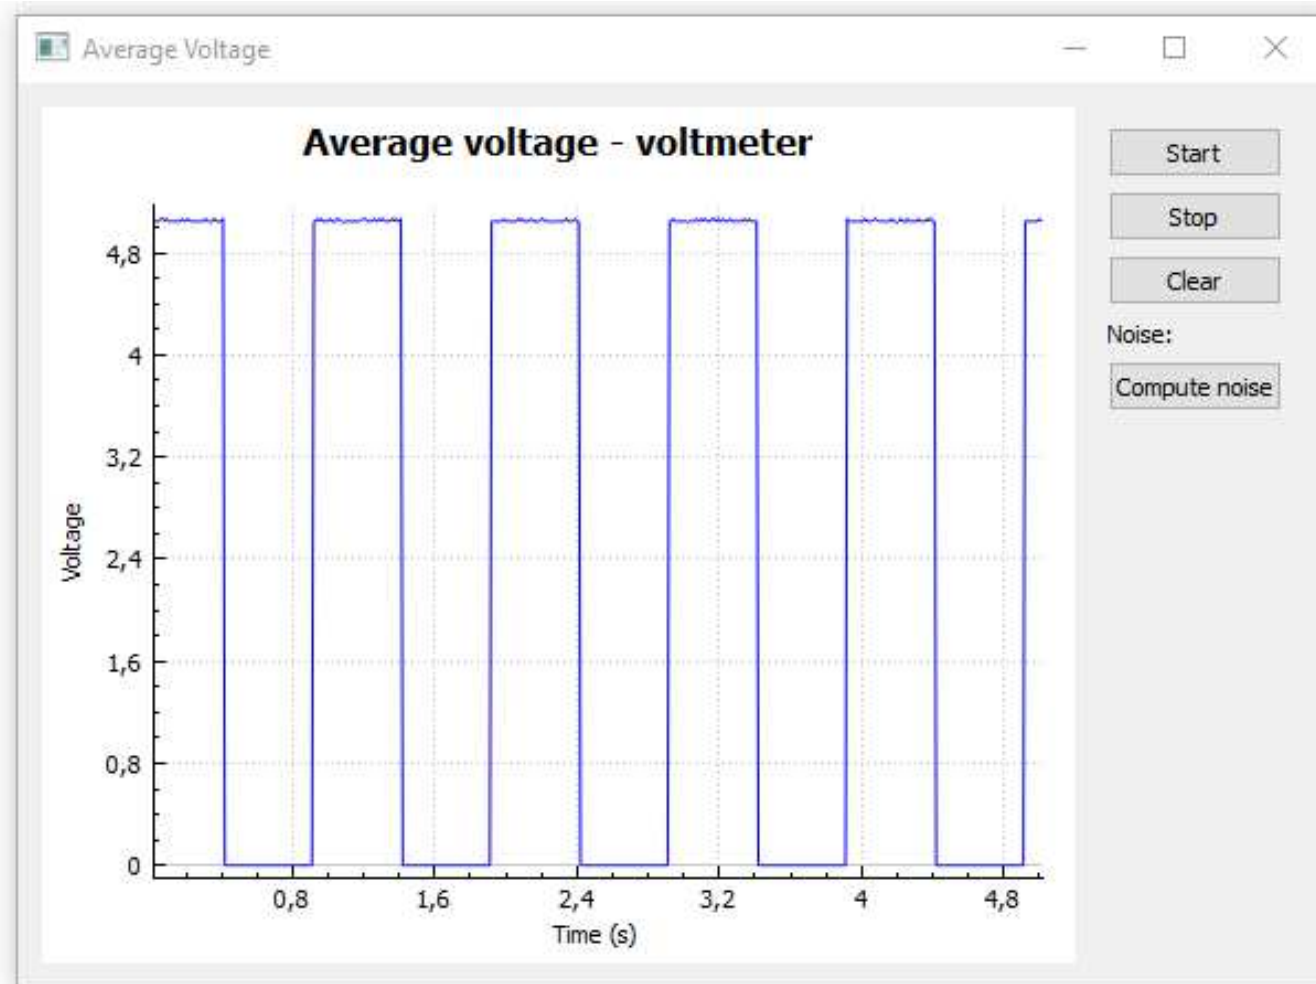 Average Voltage
Average voltage - voltmeter
Start
Stop
Clear
Noise:
Compute noise
Voltage
4,8
4
3,2
2,4
1,6
0,8
0
0,8 1,6 2,4 3,2 4 4,8
Time (s)